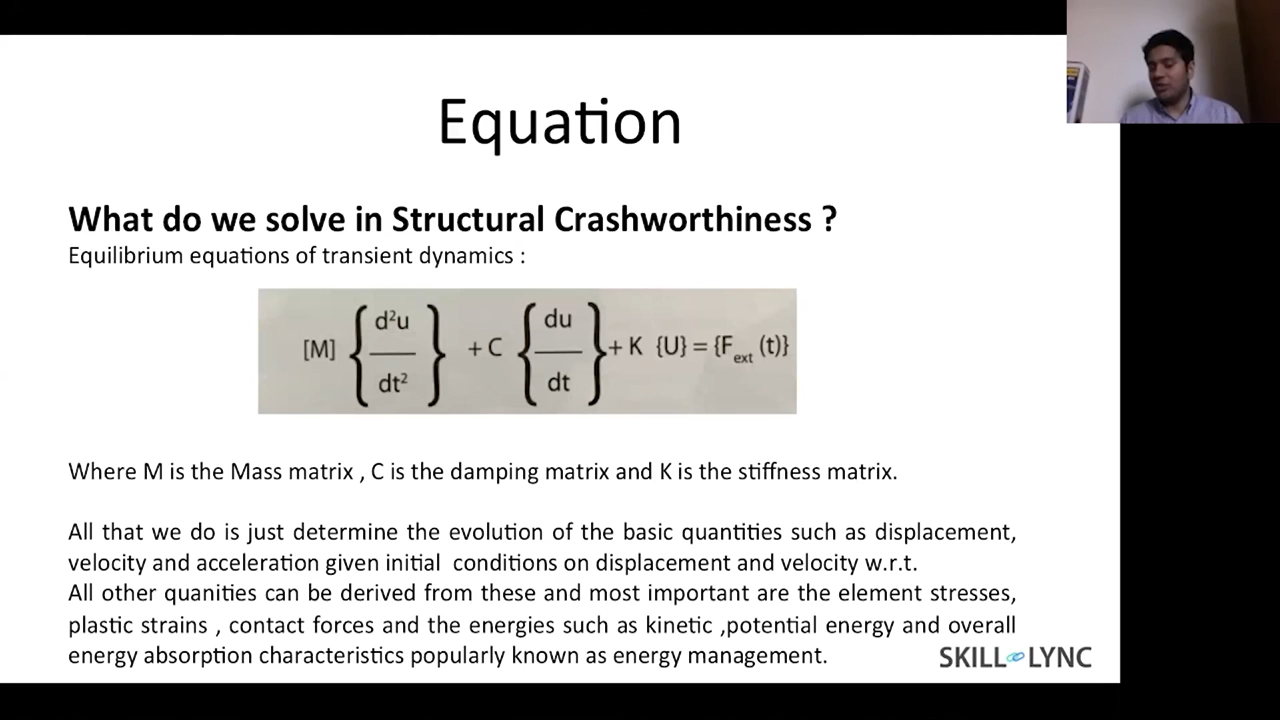 Equation
What do we solve in Structural Crashworthiness ?
Equilibrium equations of transient dynamics :
[M] { d²u / dt² } + C { du / dt } + K {U} = {F_ext (t)}
Where M is the Mass matrix , C is the damping matrix and K is the stiffness matrix.
All that we do is just determine the evolution of the basic quantities such as displacement,
velocity and acceleration given initial conditions on displacement and velocity w.r.t.
All other quanities can be derived from these and most important are the element stresses,
plastic strains , contact forces and the energies such as kinetic ,potential energy and overall
energy absorption characteristics popularly known as energy management.
SKILL LYNC